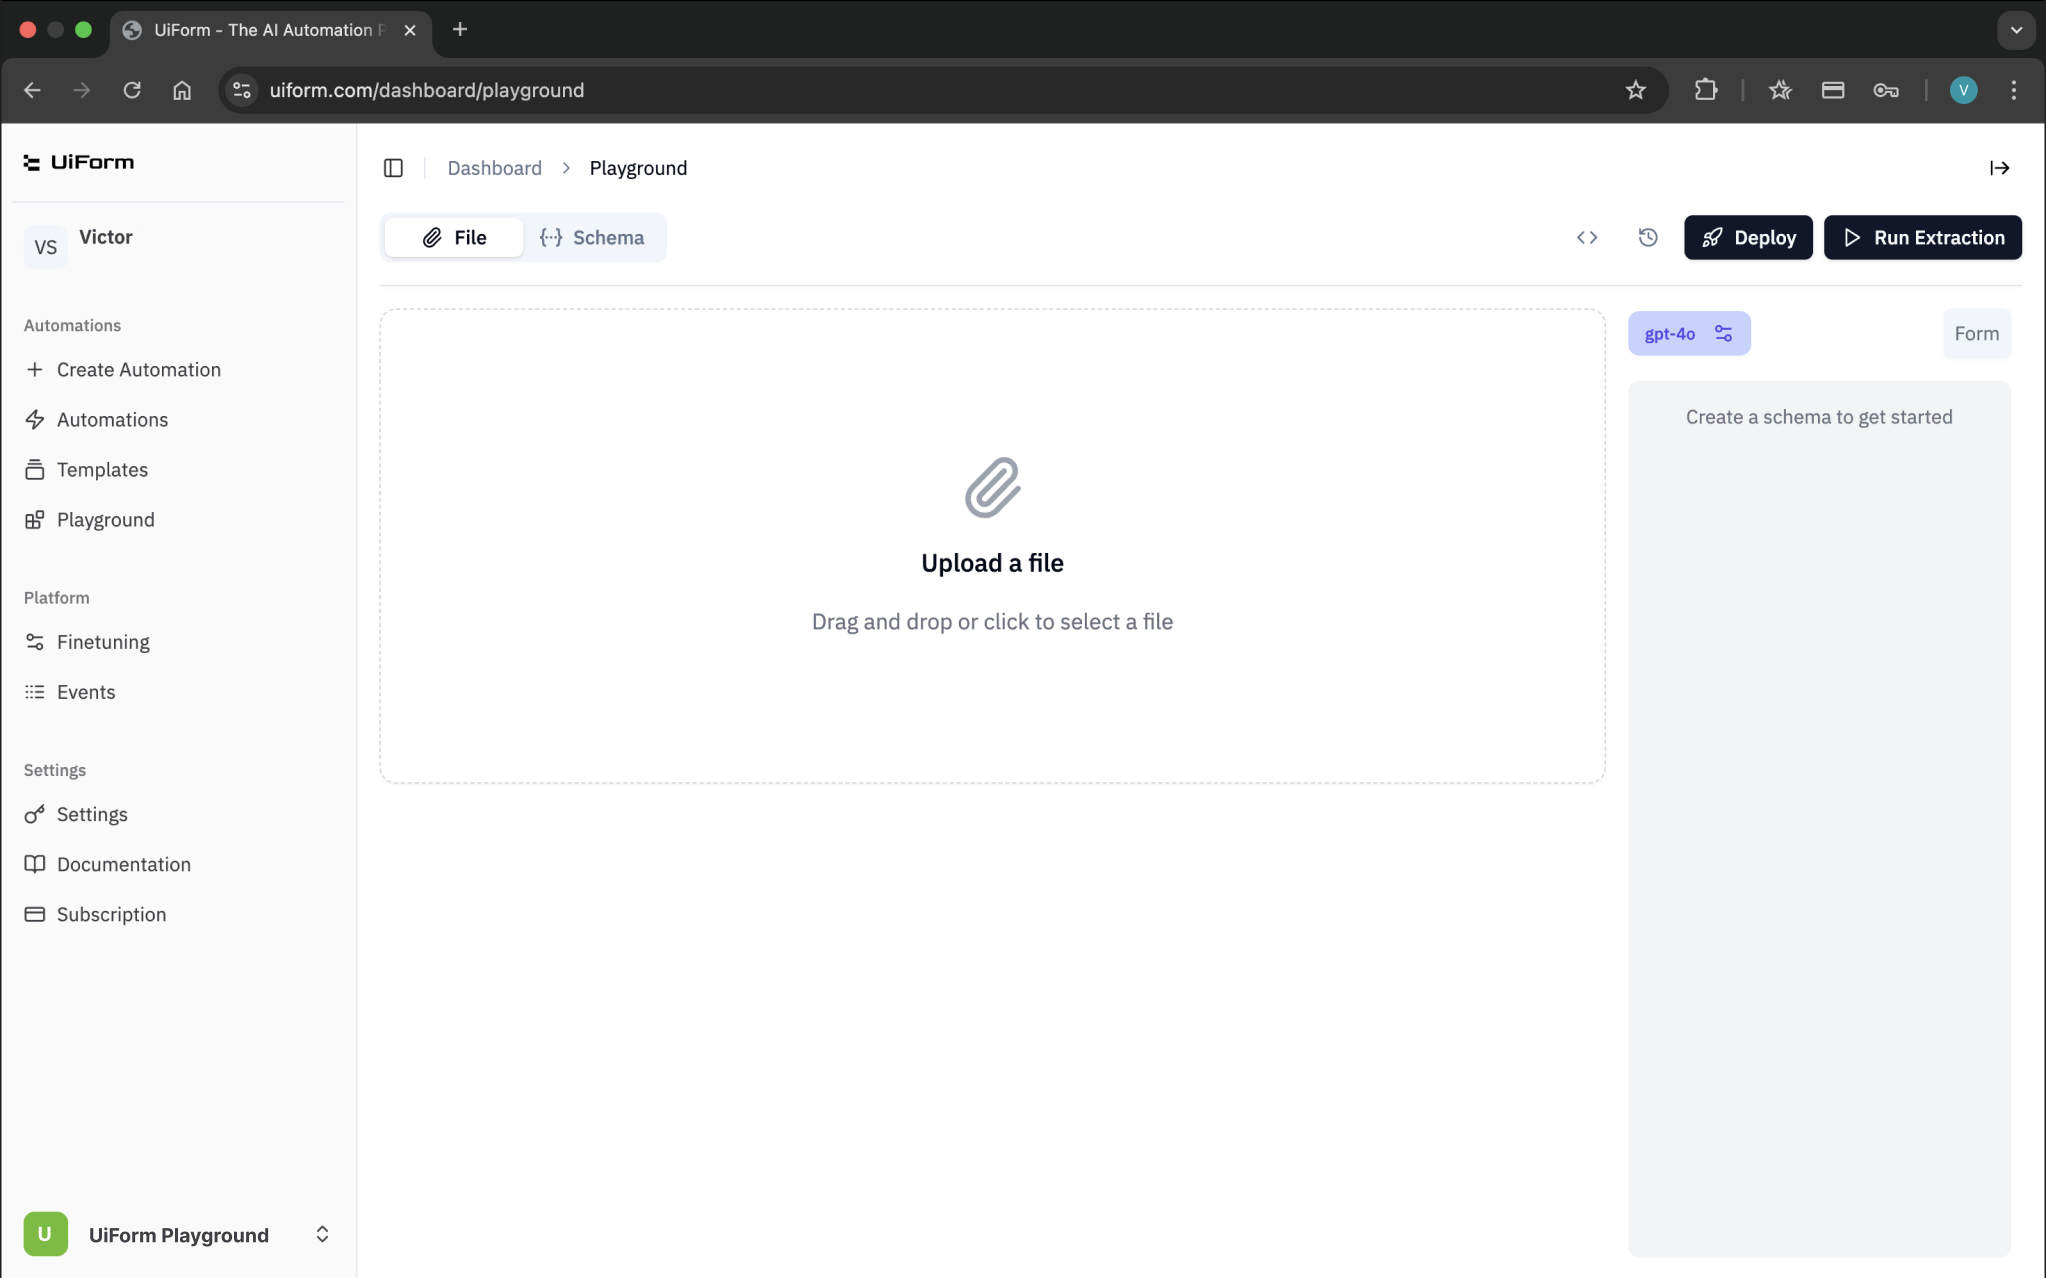 UiForm - The AI Automation P
uiform.com/dashboard/playground
V
UiForm
Dashboard > Playground
VS
Victor
File
Schema
Deploy
Run Extraction
Automations
Create Automation
Automations
Templates
Playground
Platform
Finetuning
Events
Settings
Settings
Documentation
Subscription
U
UiForm Playground
Upload a file
Drag and drop or click to select a file
gpt-4o
Form
Create a schema to get started